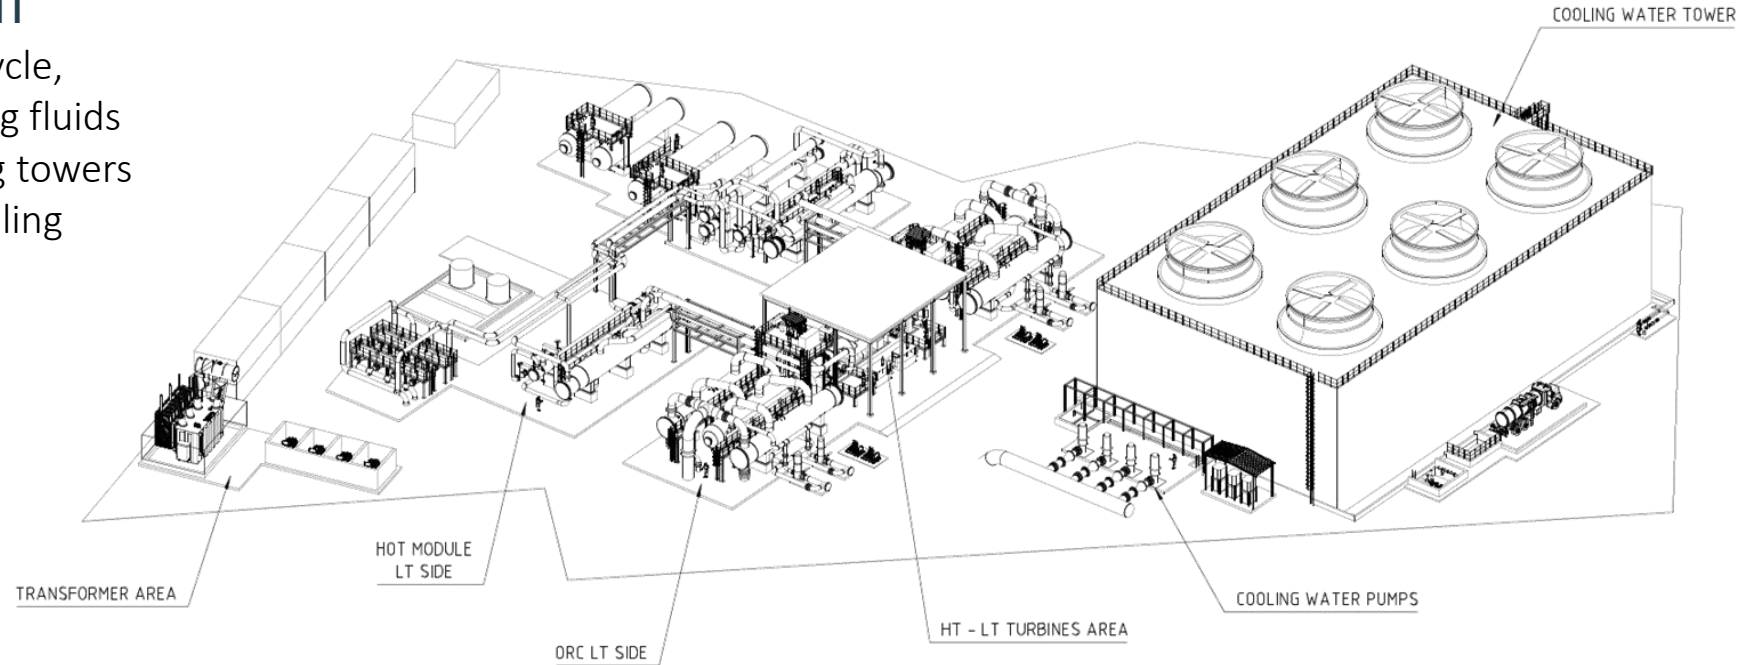 ycle,
g fluids
g towers
ling
COOLING WATER TOWER
HOT MODULE
LT SIDE
TRANSFORMER AREA
COOLING WATER PUMPS
HT - LT TURBINES AREA
ORC LT SIDE